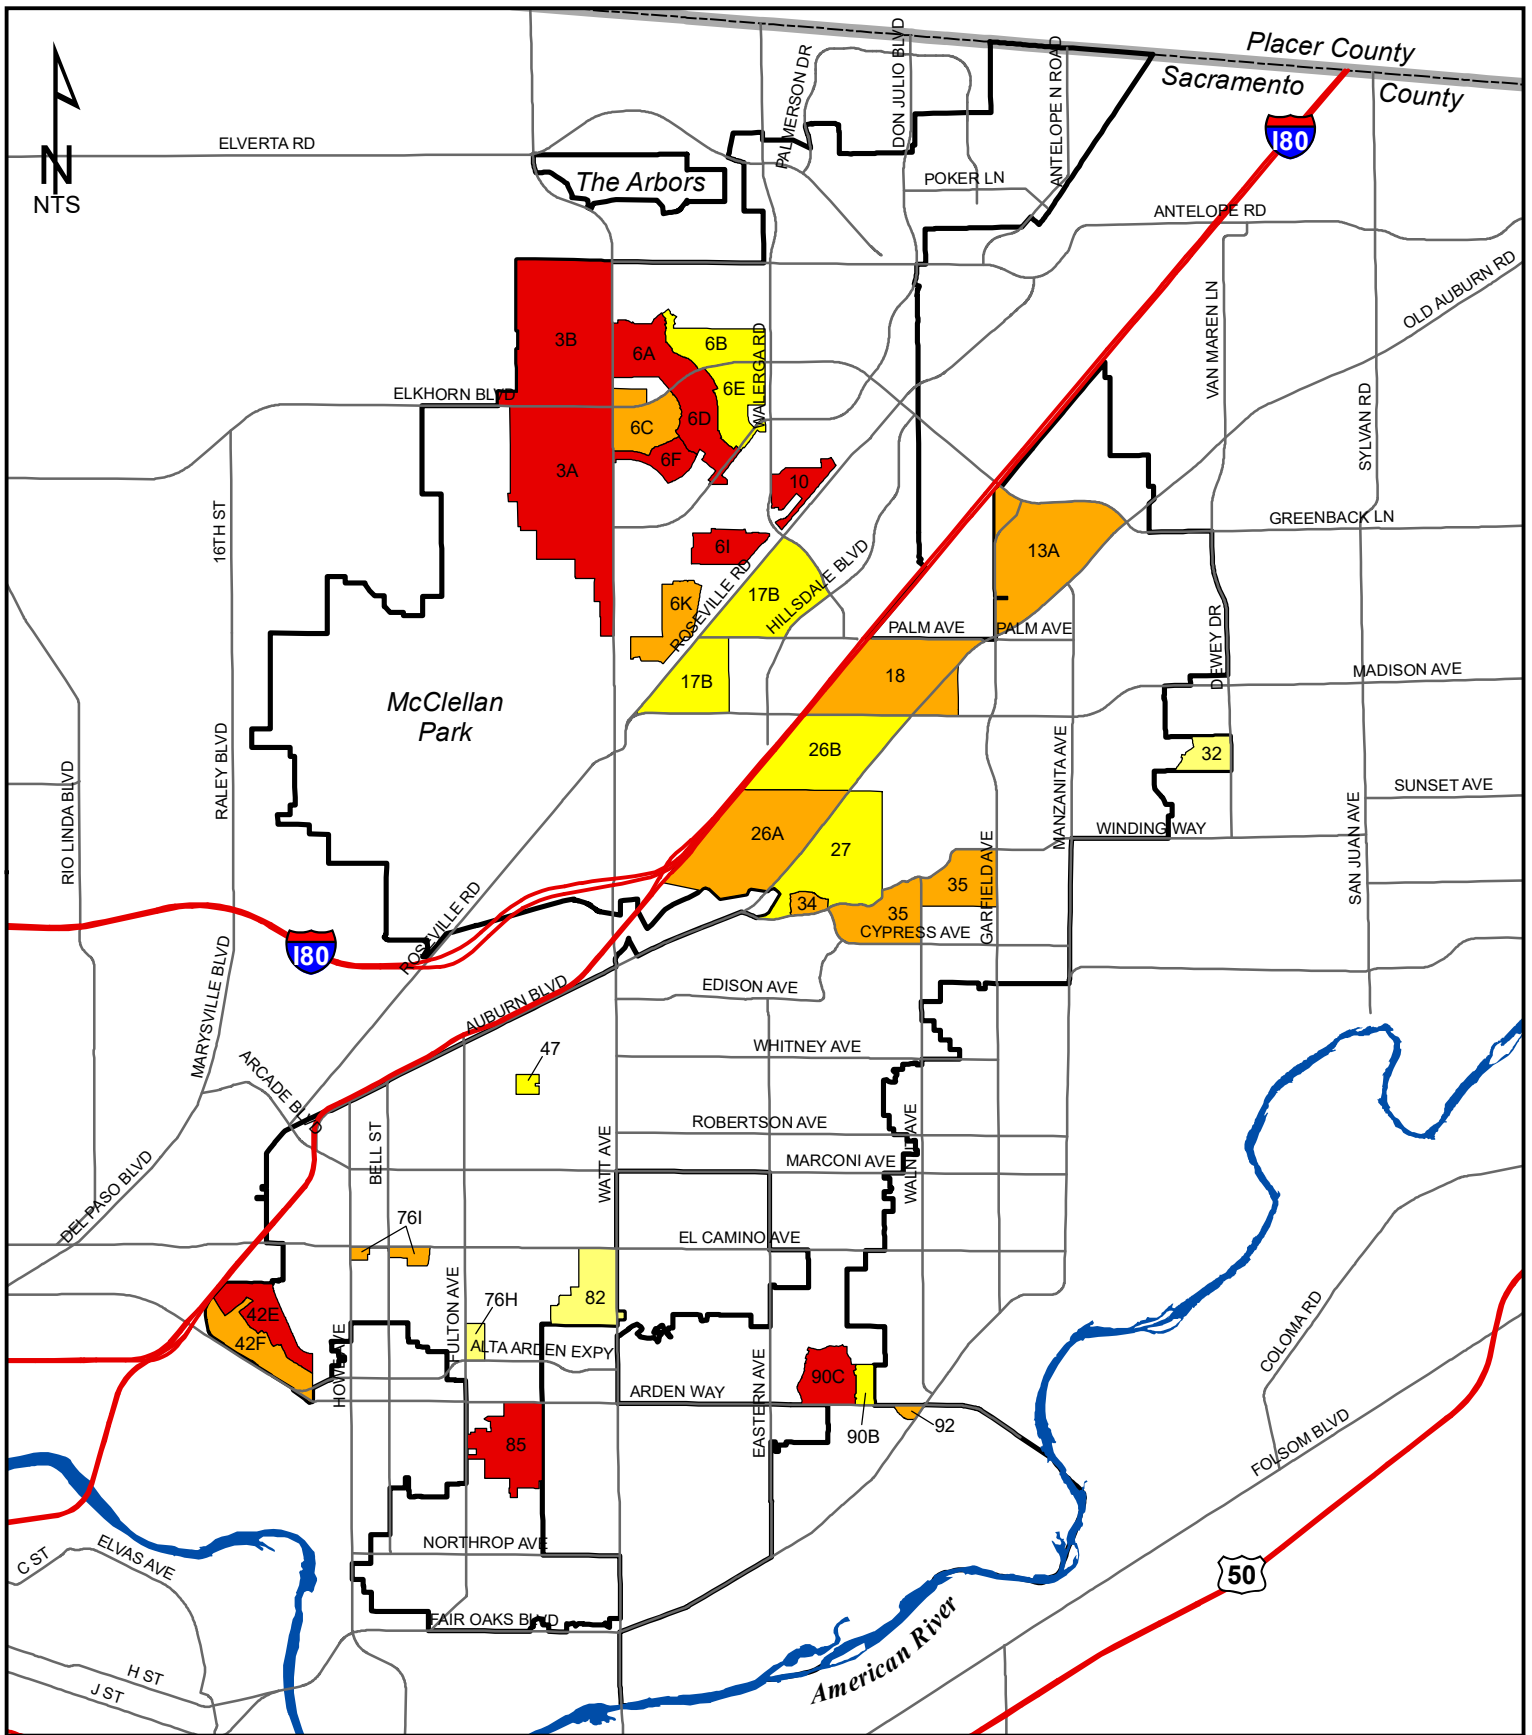 Placer County
Sacramento County
N
NTS
ELVERTA RD
The Arbors
PALMERSON DR
DON JULIO BLVD
ANTELOPE N ROAD
POKER LN
I80
ANTELOPE RD
OLD AUBURN RD
VAN MAREN LN
SYLVAN RD
3B
6A
6B
6E
WALERGA RD
ELKHORN BLVD
6C
6D
6F
3A
10
16TH ST
6I
13A
GREENBACK LN
17B
HILLSDALE BLVD
ROSEVILLE RD
6K
PALM AVE
PALM AVE
DEWEY DR
17B
18
MADISON AVE
McClellan
Park
26B
32
RIO LINDA BLVD
RALEY BLVD
MANZANITA AVE
SUNSET AVE
26A
27
WINDING WAY
SAN JUAN AVE
GARFIELD AVE
35
34
35
CYPRESS AVE
ROSEVILLE RD
I80
MARYSVILLE BLVD
EDISON AVE
AUBURN BLVD
WHITNEY AVE
47
ARCADE BLVD
ROBERTSON AVE
BELL ST
WATT AVE
MARCONI AVE
WALNUT AVE
DEL PASO BLVD
76I
EL CAMINO AVE
82
FULTON AVE
76H
42E
42F
HOWE AVE
ALTA ARDEN EXPY
COLOMA RD
90C
ARDEN WAY
EASTERN AVE
90B
92
85
FOLSOM BLVD
C ST
ELVAS AVE
NORTHROP AVE
50
FAIR OAKS BLVD
American River
H ST
J ST